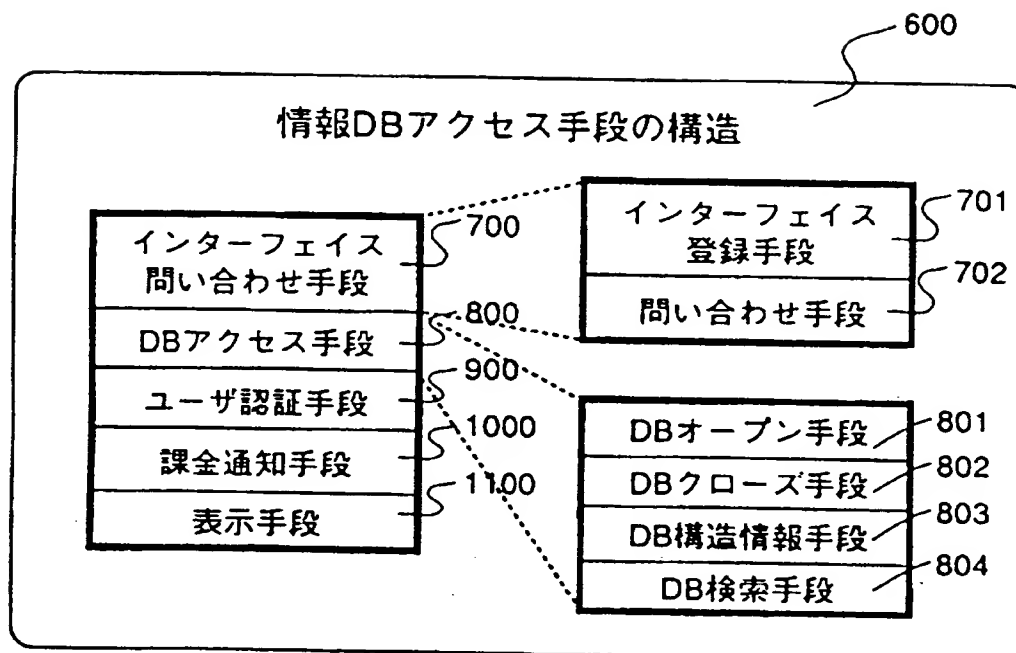 600
情報DBアクセス手段の構造
インターフェイス
問い合わせ手段
700
DBアクセス手段
800
ユーザ認証手段
900
課金通知手段
1000
表示手段
1100
インターフェイス
登録手段
701
問い合わせ手段
702
DBオープン手段
801
DBクローズ手段
802
DB構造情報手段
803
DB検索手段
804